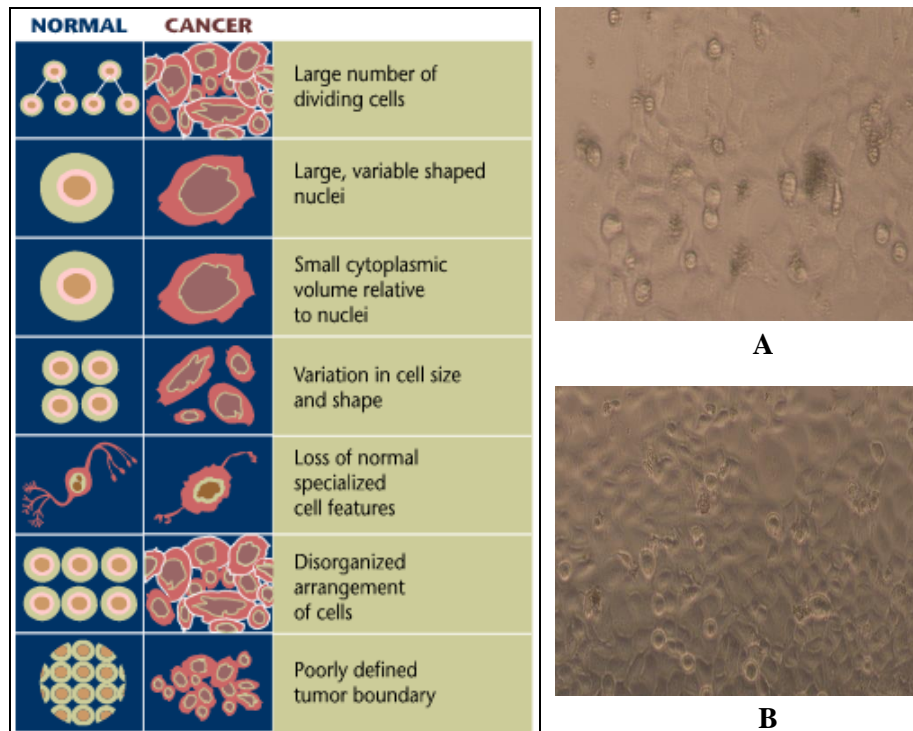 NORMAL CANCER
Large number of
dividing cells
Large, variable shaped
nuclei
Small cytoplasmic
volume relative
to nuclei
Variation in cell size
and shape
Loss of normal
specialized
cell features
Disorganized
arrangement
of cells
Poorly defined
tumor boundary
A
B